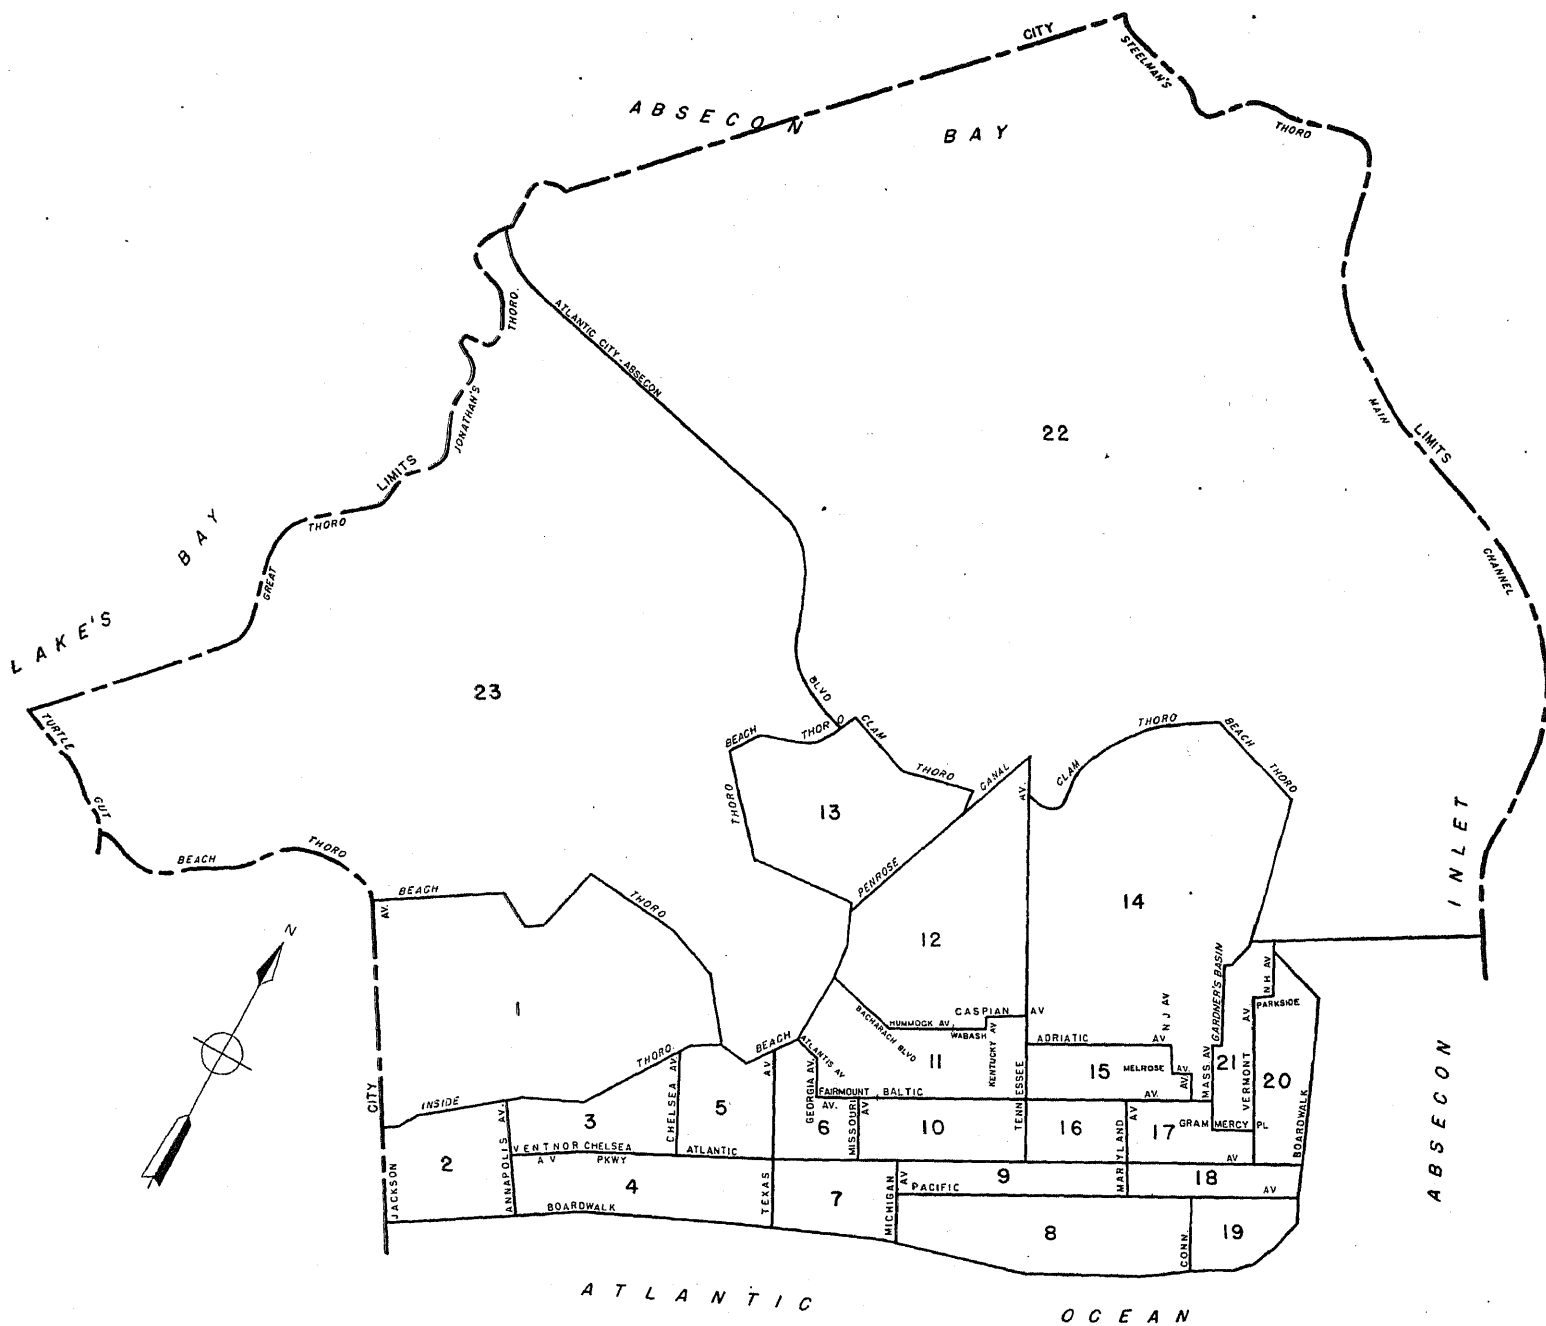 CITY
STEELMAN'S
THORO
ABSECON
BAY
THORO.
JONATHAN'S
LIMITS
THORO
GREAT
BAY
LAKE'S
ATLANTIC CITY-ABSECON
BLVD
22
MAIN
LIMITS
CHANNEL
23
TURTLE
GUT
BEACH
THORO
BEACH
THORO
CLAM
THORO
THORO
CANAL
PENROSE
13
AV.
CLAM
THORO
BEACH
THORO
14
INLET
AV.
BEACH
THORO
1
N
12
CASPIAN
AV
HUMMOCK AV.
WABASH
BACHARACH BLVD
KENTUCKY AV
11
ADRIATIC
AV
N J AV
GARDNER'S BASIN
N H AV
PARKSIDE
AV
VERMONT
21
20
MASS AV
15
MELROSE
AV.
AV
AV.
TENNESSEE
CITY
INSIDE
THORO.
BEACH
ATLANTIS AV
GEORGIA AV.
FAIRMOUNT
AV.
BALTIC
AV
MISSOURI
AV
CHELSEA AV.
5
3
6
10
16
AV
MARYLAND
17
GRAMMERCY PL
BOARDWALK
2
AV.
ANNAPOLIS
VENTNOR
AV
CHELSEA
PKWY
ATLANTIC
AV
4
BOARDWALK
JACKSON
TEXAS
7
MICHIGAN
AV
PACIFIC
9
18
AV
8
CONN.
19
ABSECON
ATLANTIC
OCEAN